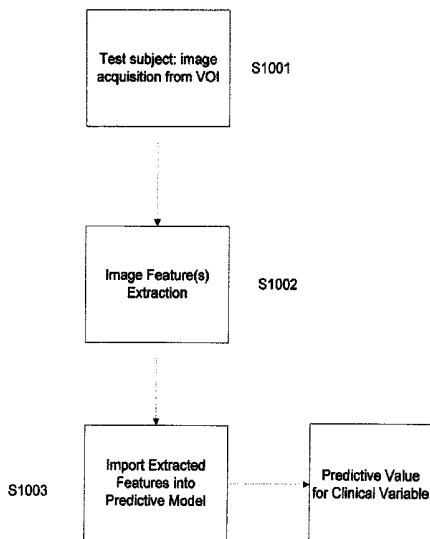 Test subject: image
acquisition from VOI
S1001
Image Feature(s)
Extraction
S1002
S1003
Import Extracted
Features into
Predictive Model
Predictive Value
for Clinical Variable